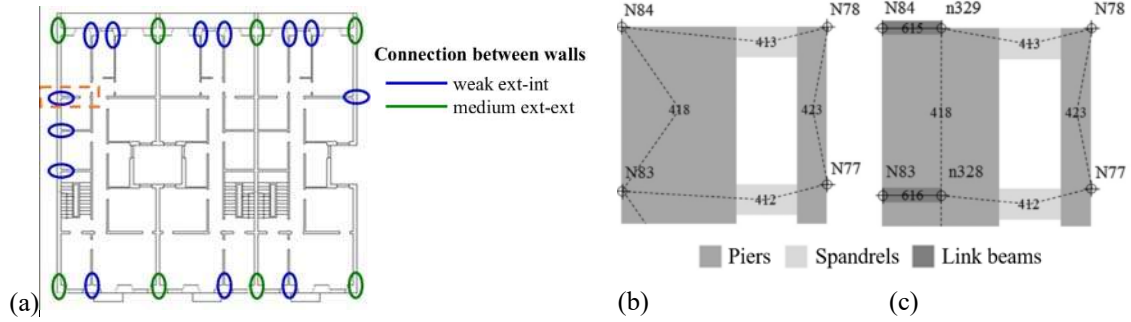 Connection between walls
weak ext-int
medium ext-ext
(a)
N84
N78
413
418
423
N83
N77
412
(b)
N84
n329
N78
615
413
418
423
N83
n328
N77
616
412
(c)
Piers
Spandrels
Link beams